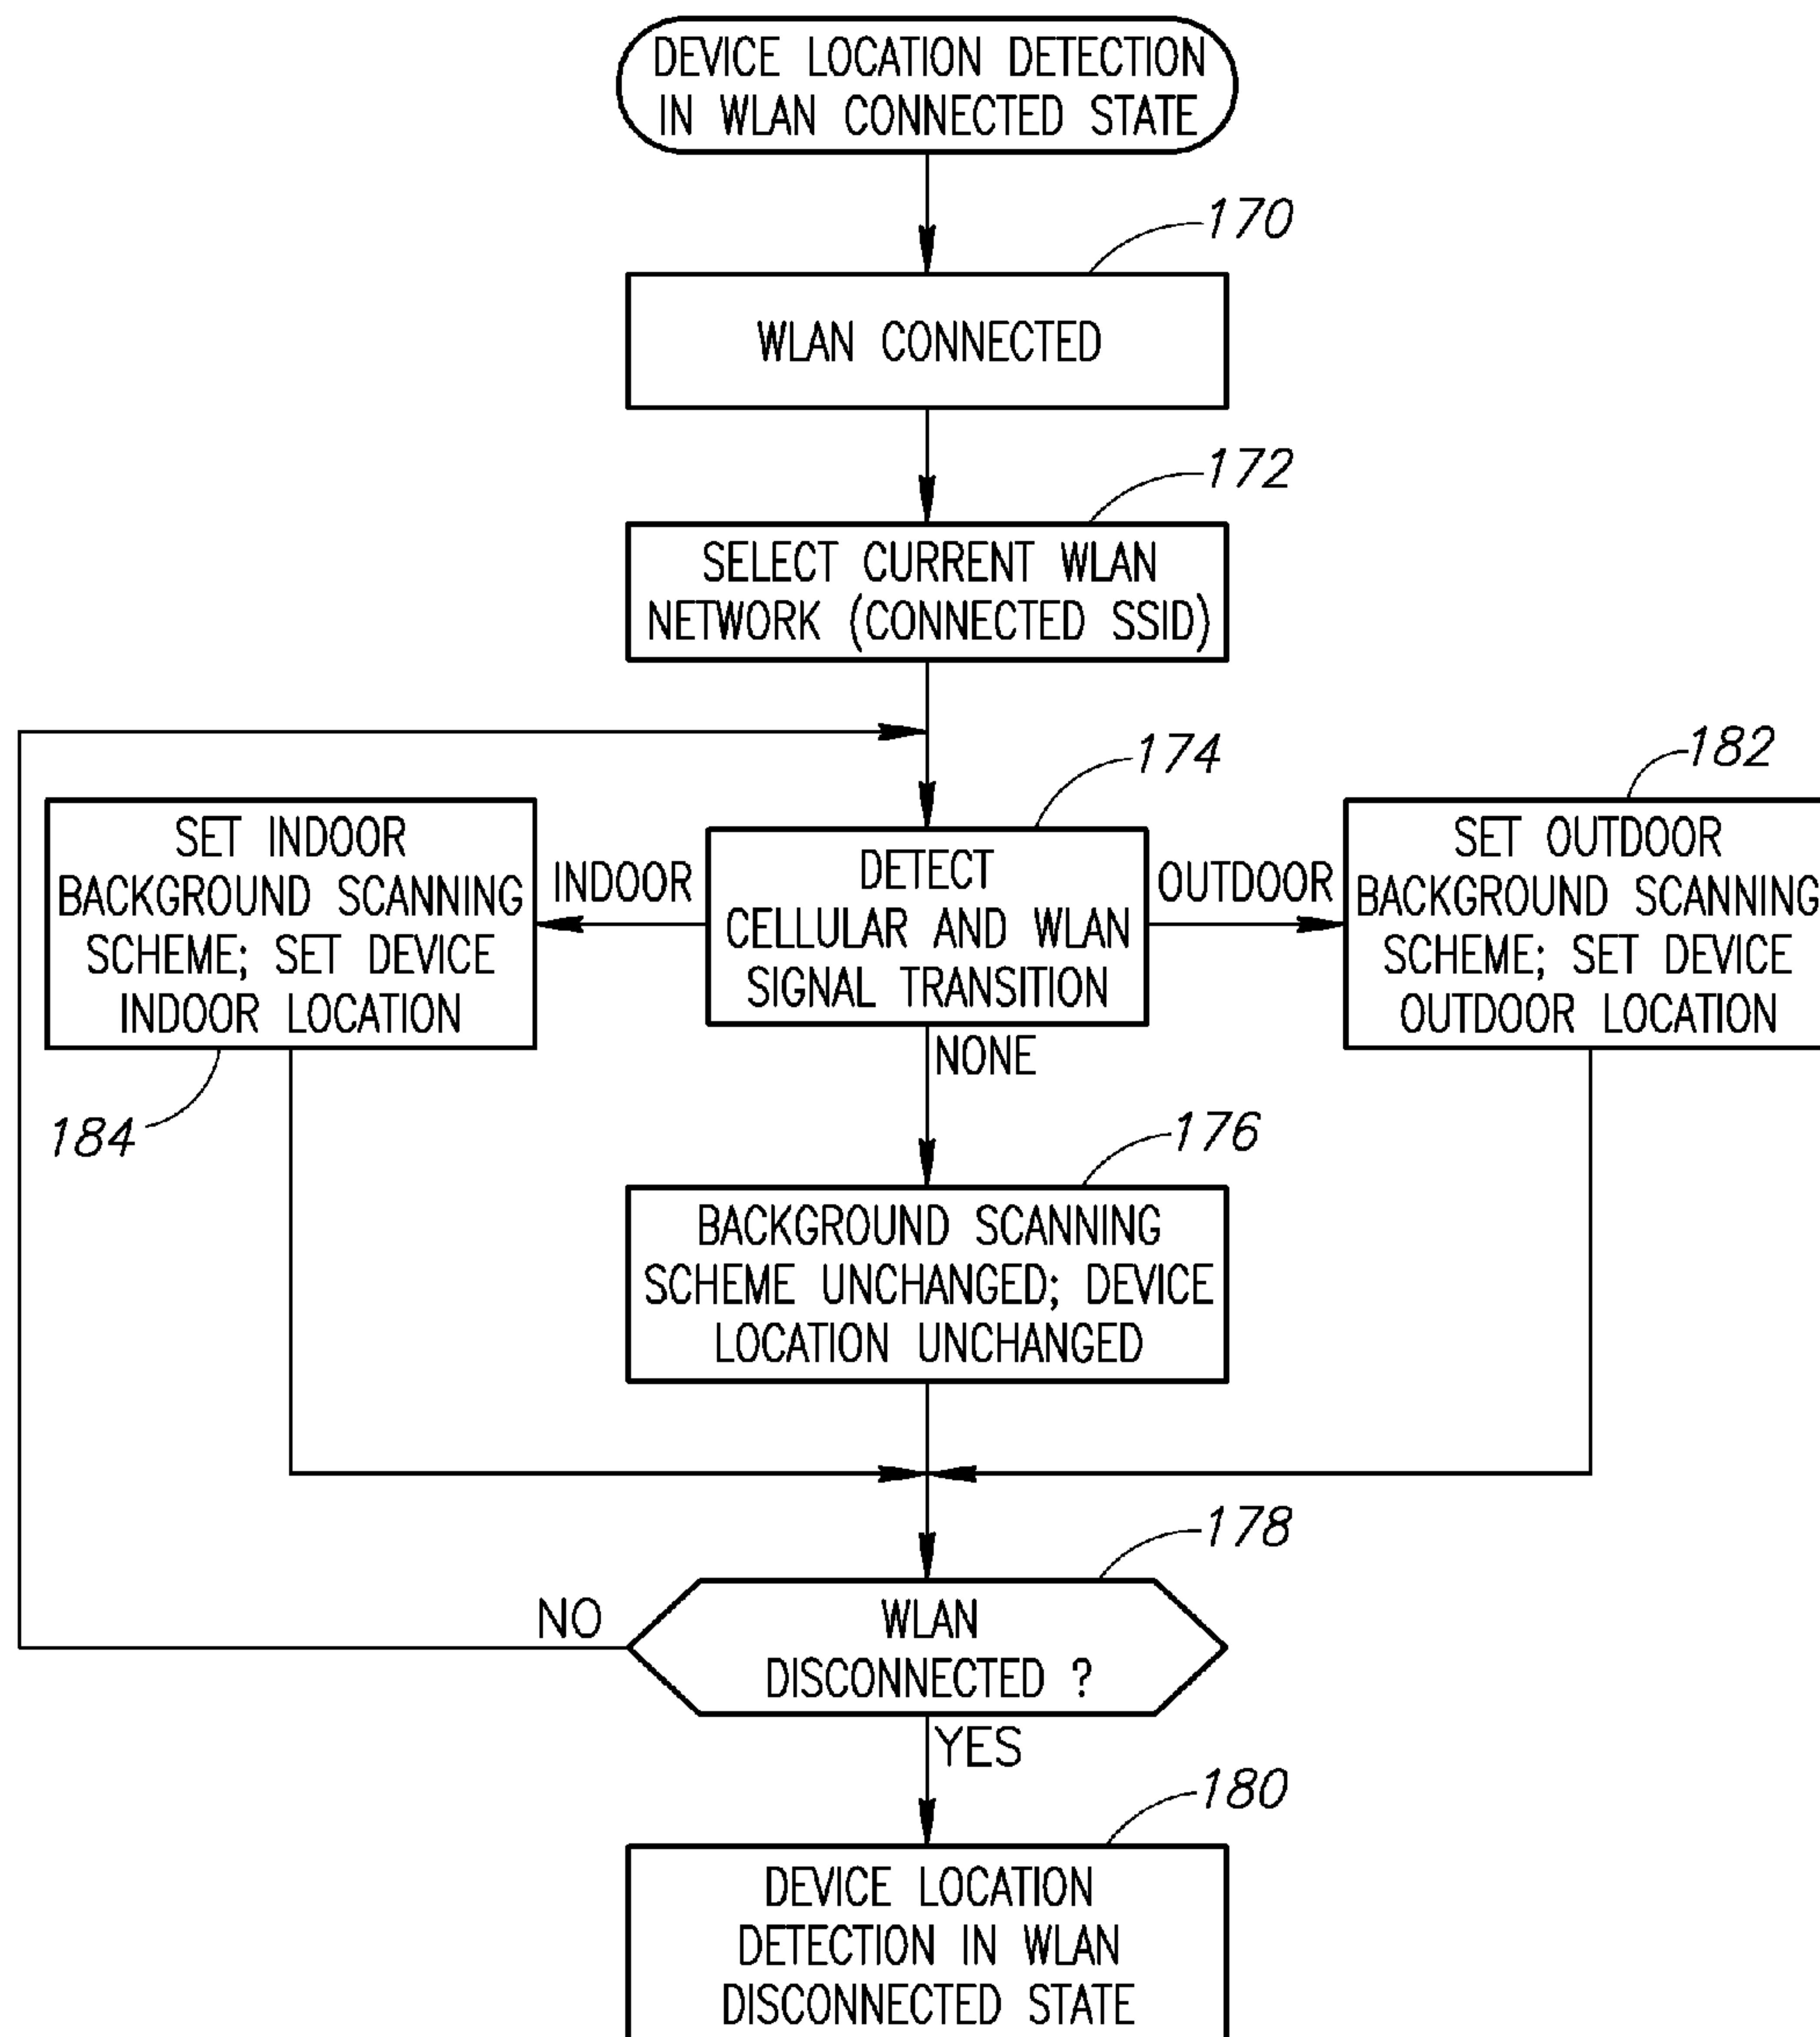 DEVICE LOCATION DETECTION
IN WLAN CONNECTED STATE
170
WLAN CONNECTED
172
SELECT CURRENT WLAN
NETWORK (CONNECTED SSID)
174
182
SET INDOOR
BACKGROUND SCANNING
SCHEME; SET DEVICE
INDOOR LOCATION
INDOOR
DETECT
CELLULAR AND WLAN
SIGNAL TRANSITION
OUTDOOR
SET OUTDOOR
BACKGROUND SCANNING
SCHEME; SET DEVICE
OUTDOOR LOCATION
NONE
184
176
BACKGROUND SCANNING
SCHEME UNCHANGED; DEVICE
LOCATION UNCHANGED
178
NO
WLAN
DISCONNECTED ?
YES
180
DEVICE LOCATION
DETECTION IN WLAN
DISCONNECTED STATE